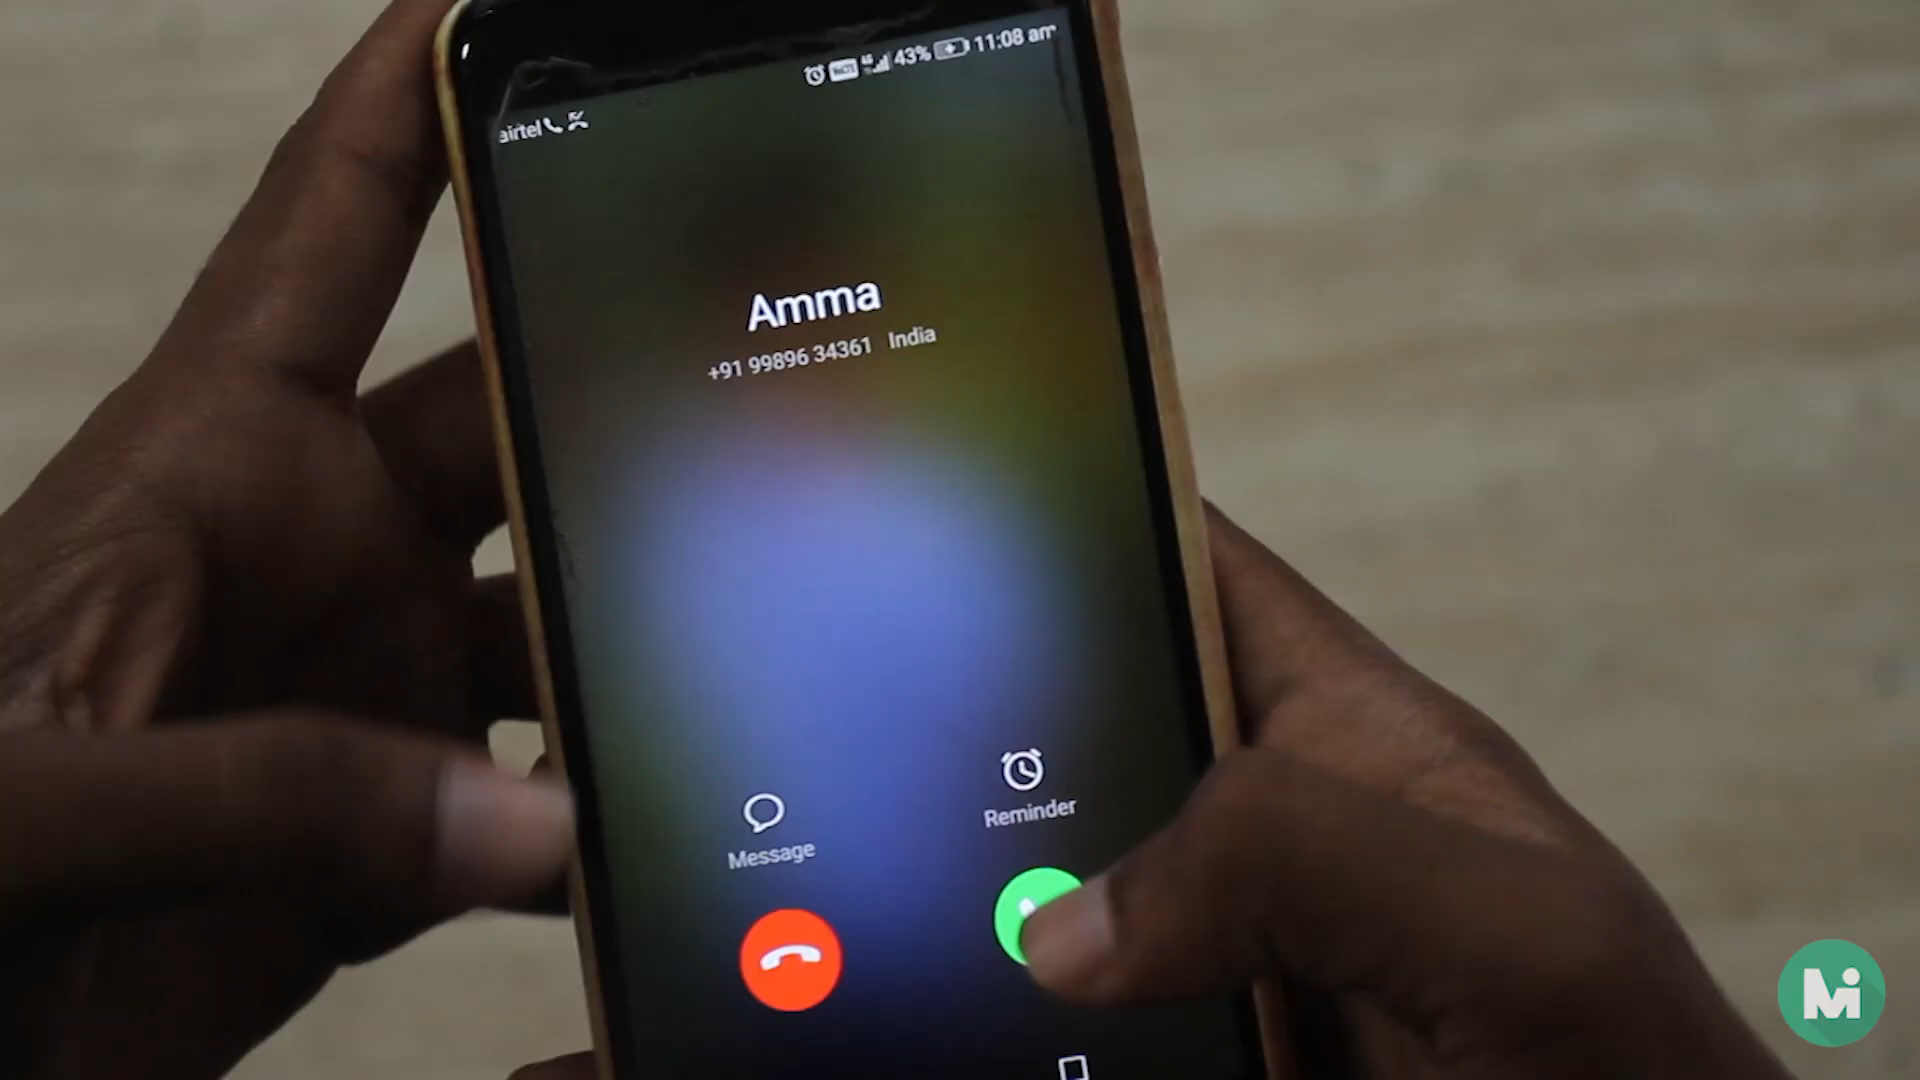 43% 11:08 am
airtel
Amma
+91 99896 34361 India
Reminder
Message